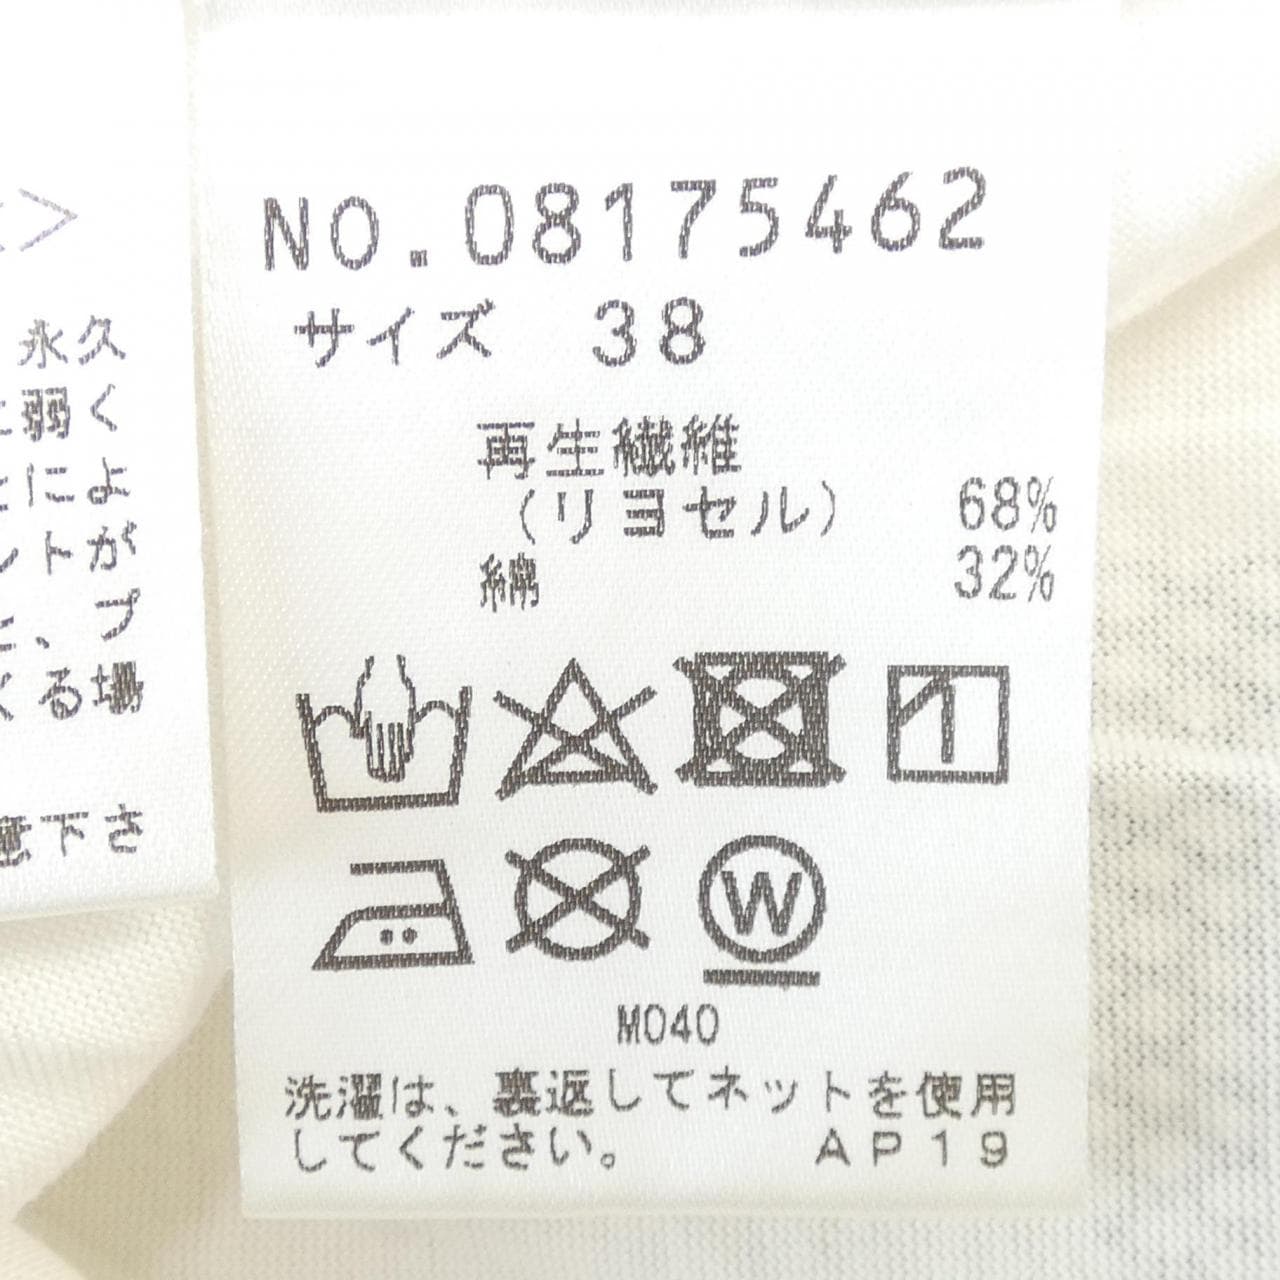 永久
弱く
によ
ントが
、プ
くる場
意下さ
NO.08175462
サイズ 38
再生繊維
(リヨセル) 68%
綿 32%
W
M040
洗濯は、裏返してネットを使用
してください。 AP19